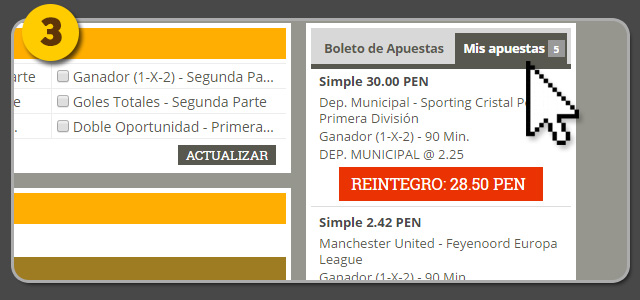 3
arte
Ganador (1-X-2) - Segunda Pa...
Goles Totales - Segunda Parte
Doble Oportunidad - Primera...
ACTUALIZAR
Boleto de Apuestas
Mis apuestas 5
Simple 30.00 PEN
Dep. Municipal - Sporting Cristal
Primera División
Ganador (1-X-2) - 90 Min.
DEP. MUNICIPAL @ 2.25
REINTEGRO: 28.50 PEN
Simple 2.42 PEN
Manchester United - Feyenoord Europa
League
Ganador (1-X-2) - 90 Min.